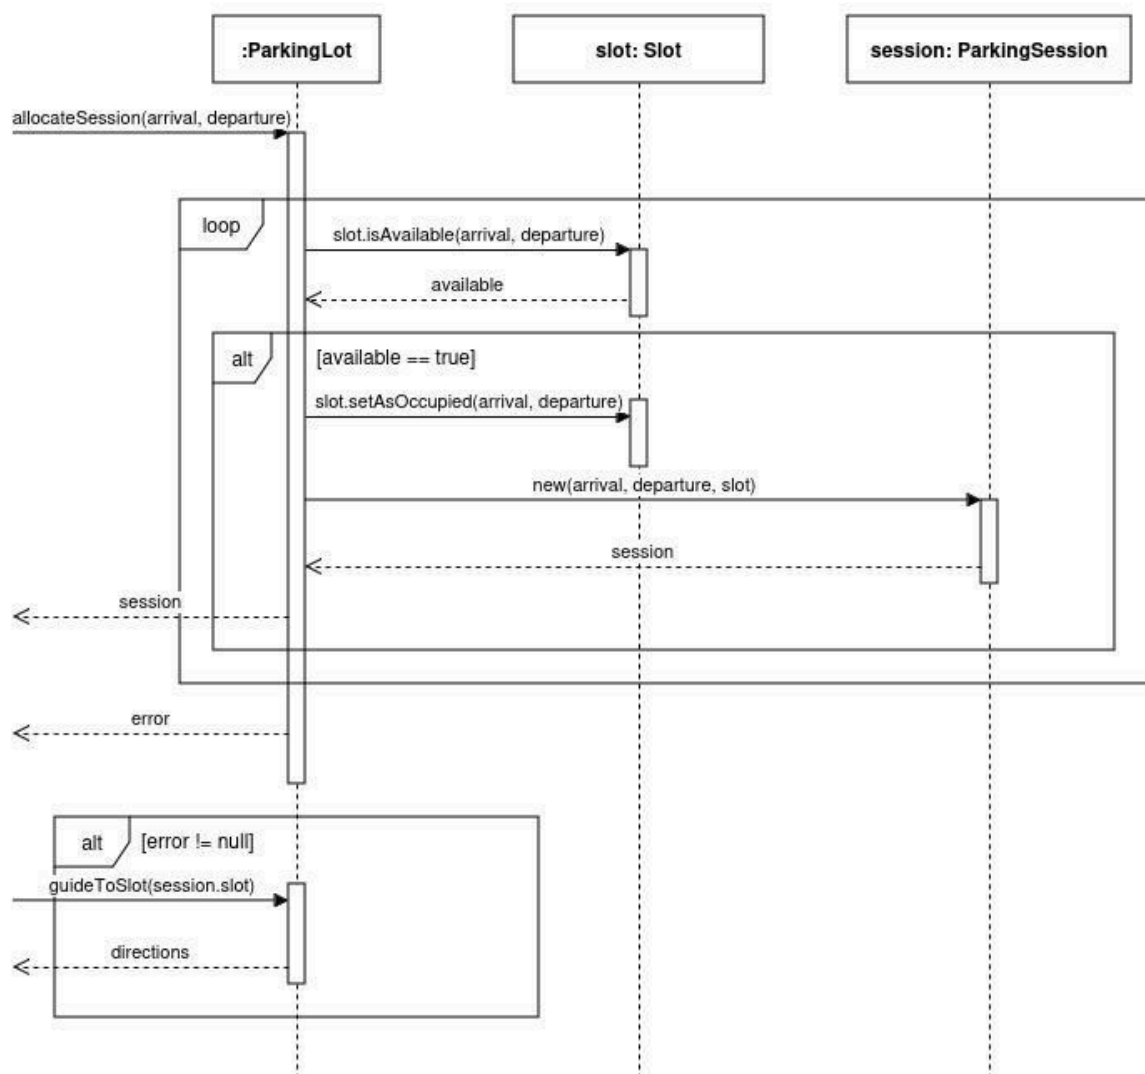 :ParkingLot
slot: Slot
session: ParkingSession
allocateSession(arrival, departure)
loop
slot.isAvailable(arrival, departure)
available
alt
[available == true]
slot.setAsOccupied(arrival, departure)
new(arrival, departure, slot)
session
session
error
alt
[error != null]
guideToSlot(session.slot)
directions